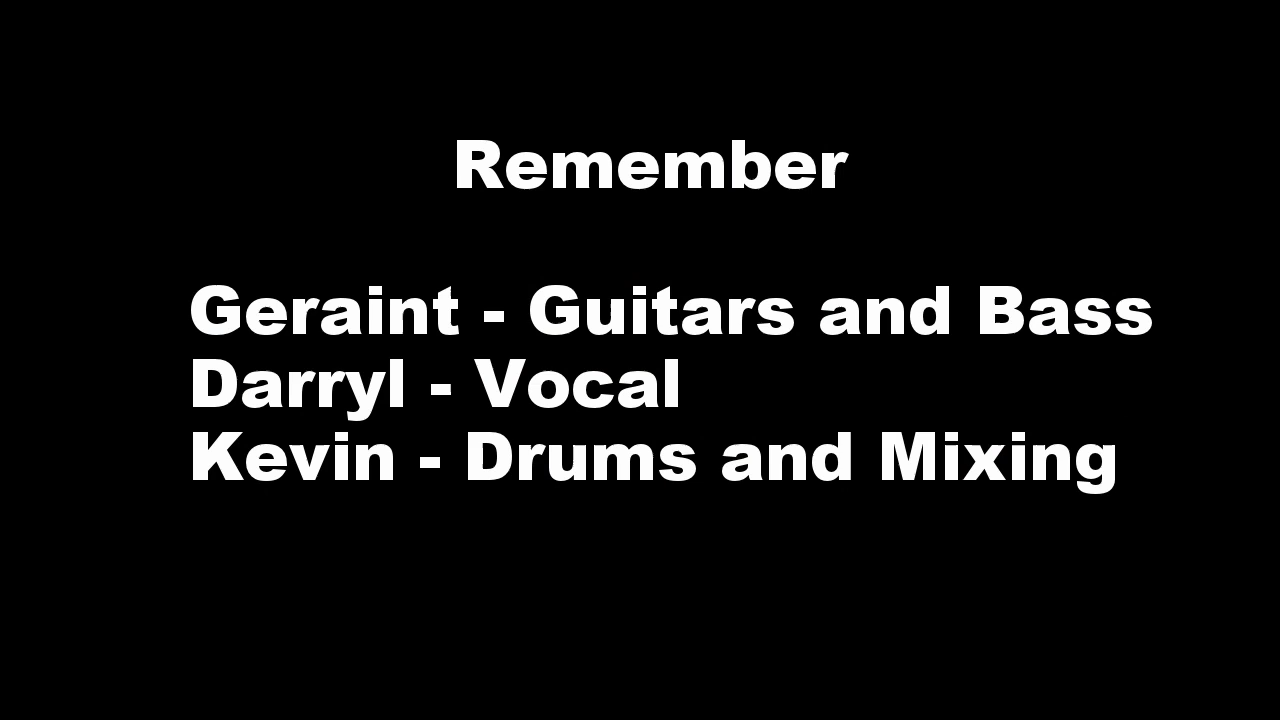 Remember
Geraint - Guitars and Bass
Darryl - Vocal
Kevin - Drums and Mixing